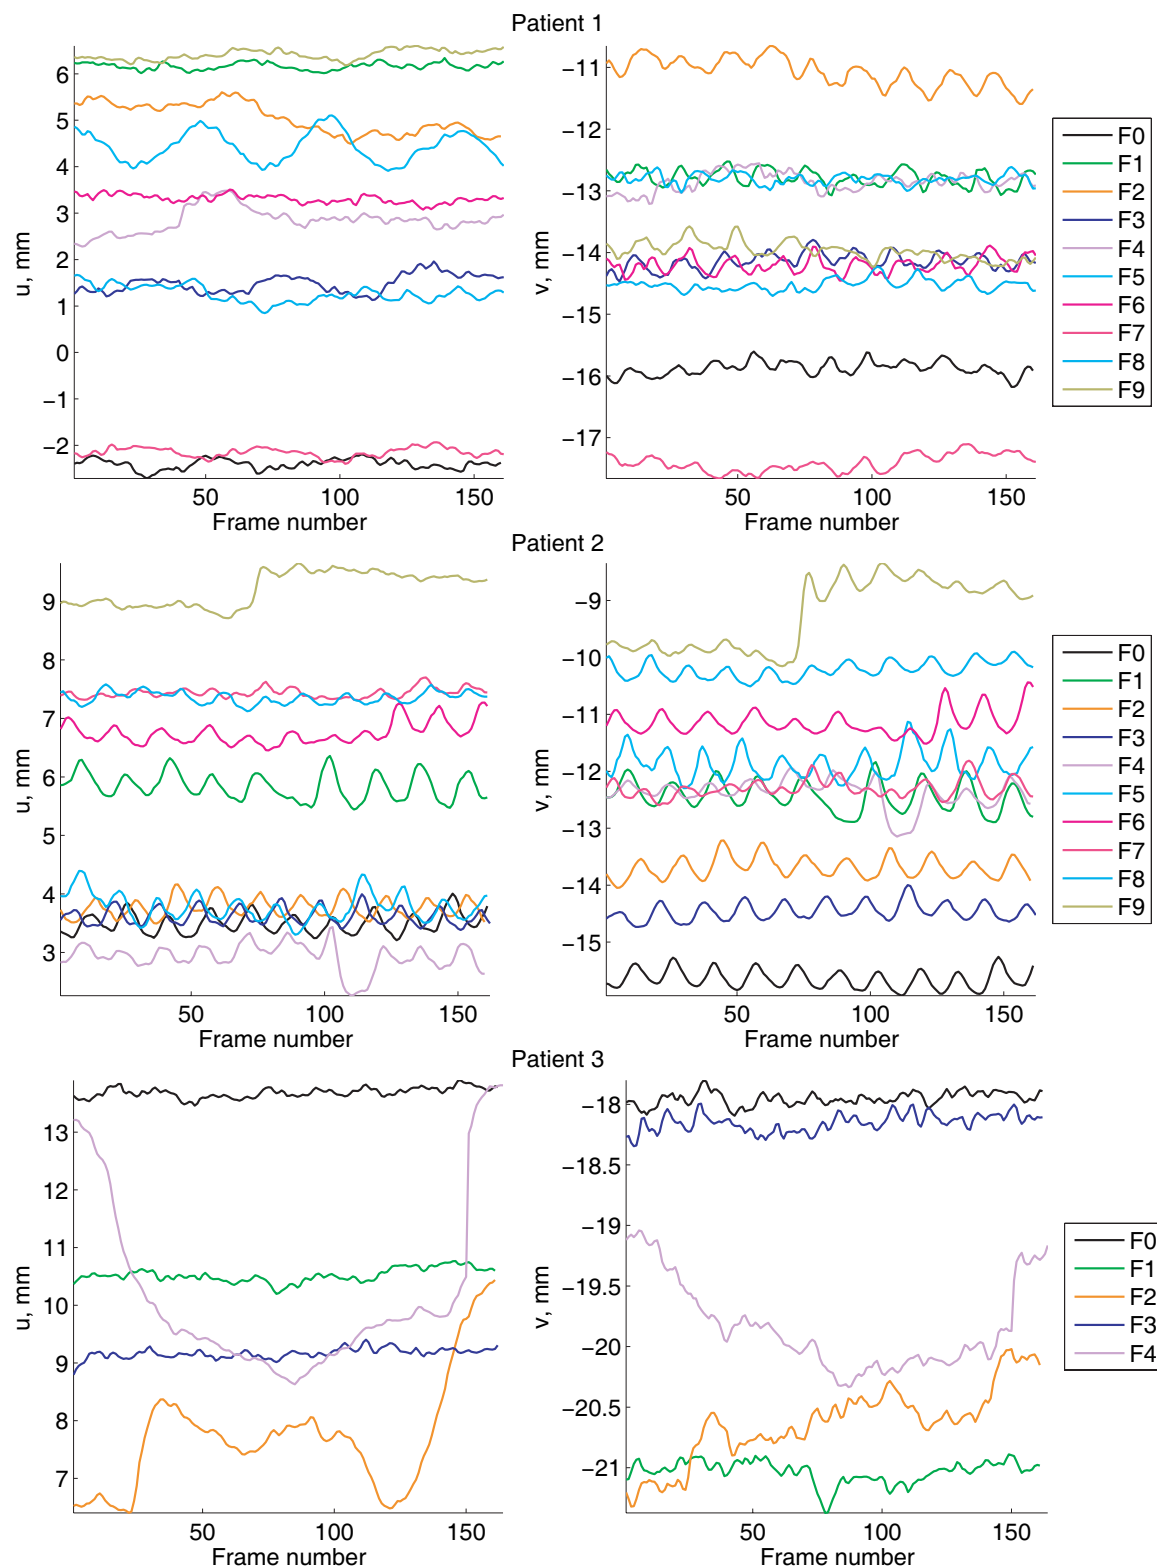 Patient 1
6
5
4
3
2
1
0
−1
−2
u, mm
50 100 150
Frame number
−11
−12
−13
−14
−15
−16
−17
v, mm
50 100 150
Frame number
F0
F1
F2
F3
F4
F5
F6
F7
F8
F9
Patient 2
9
8
7
6
5
4
3
u, mm
50 100 150
Frame number
−9
−10
−11
−12
−13
−14
−15
v, mm
50 100 150
Frame number
F0
F1
F2
F3
F4
F5
F6
F7
F8
F9
Patient 3
13
12
11
10
9
8
7
u, mm
50 100 150
Frame number
−18
−18.5
−19
−19.5
−20
−20.5
−21
v, mm
50 100 150
Frame number
F0
F1
F2
F3
F4